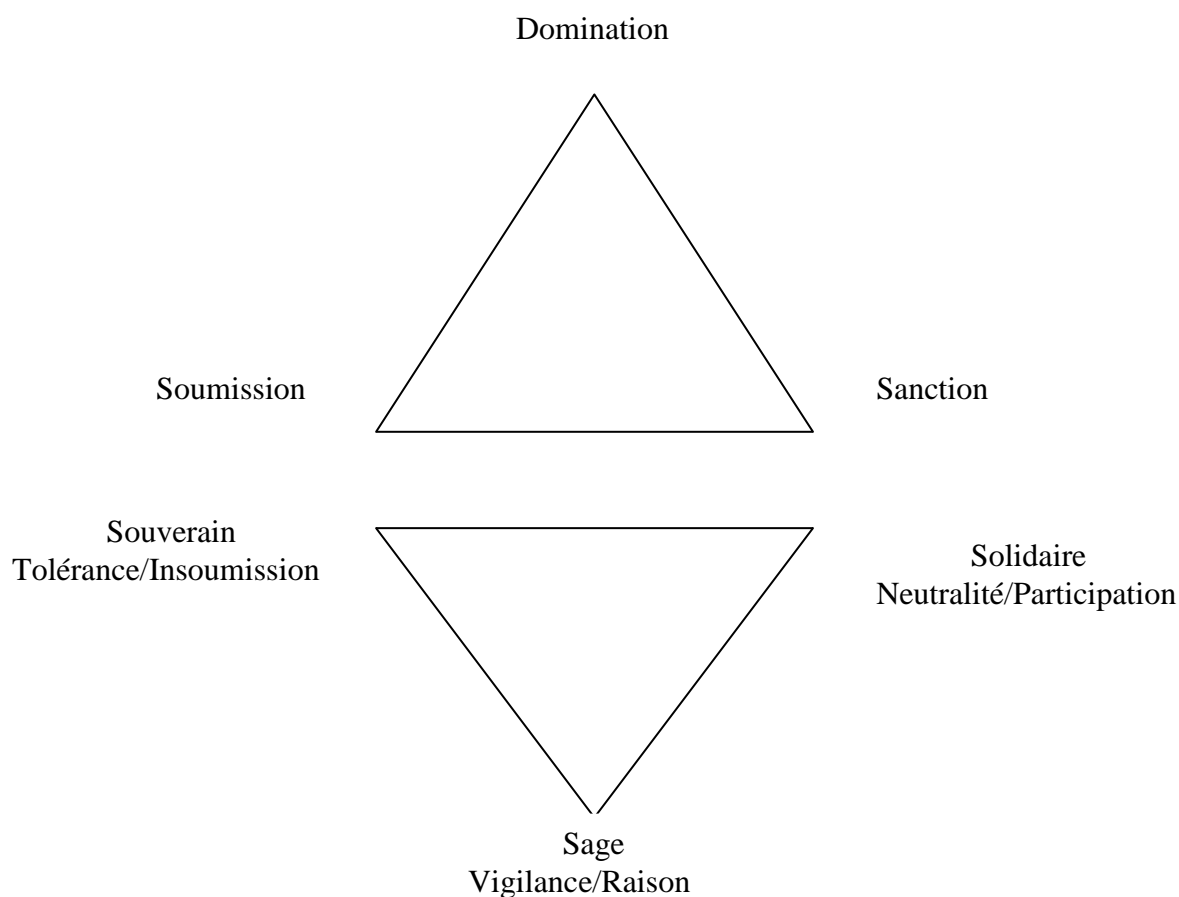 Domination
Soumission
Sanction
Souverain
Tolérance/Insoumission
Solidaire
Neutralité/Participation
Sage
Vigilance/Raison